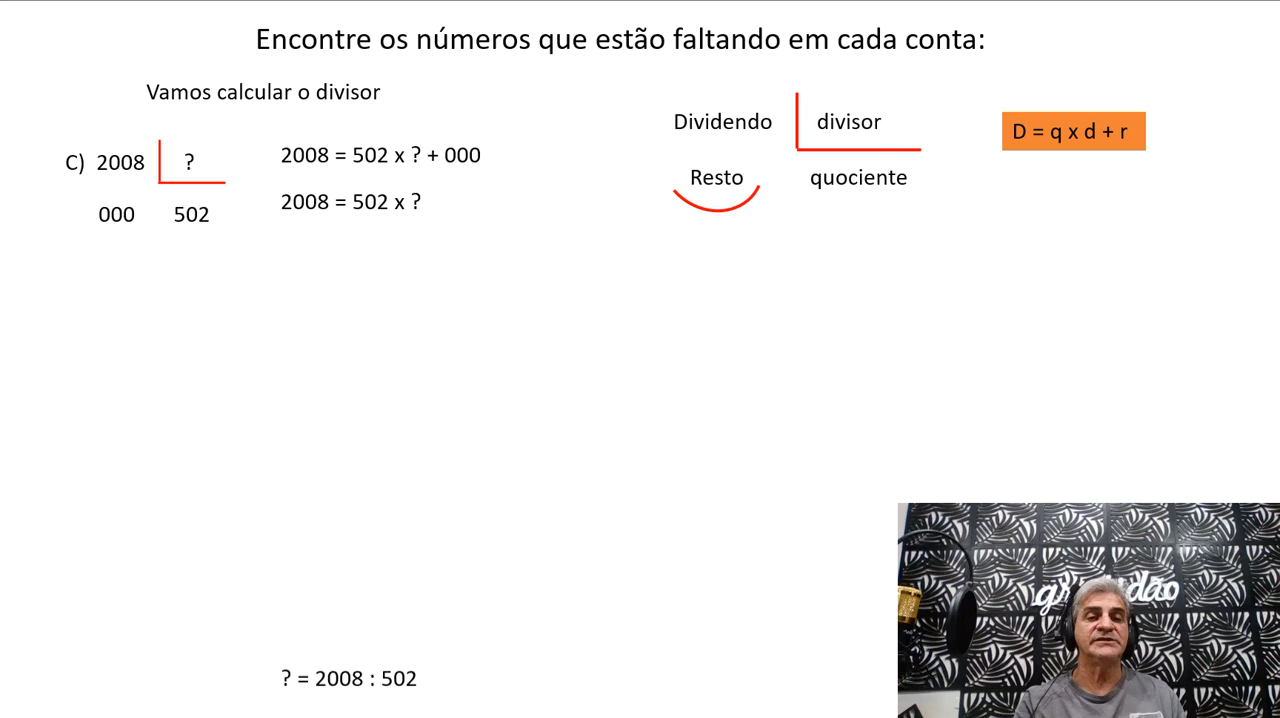 Encontre os números que estão faltando em cada conta:
Vamos calcular o divisor
C) 2008 ?
000 502
2008 = 502 x ? + 000
2008 = 502 x ?
Dividendo divisor
Resto quociente
D = q x d + r
? = 2008 : 502
gratidão